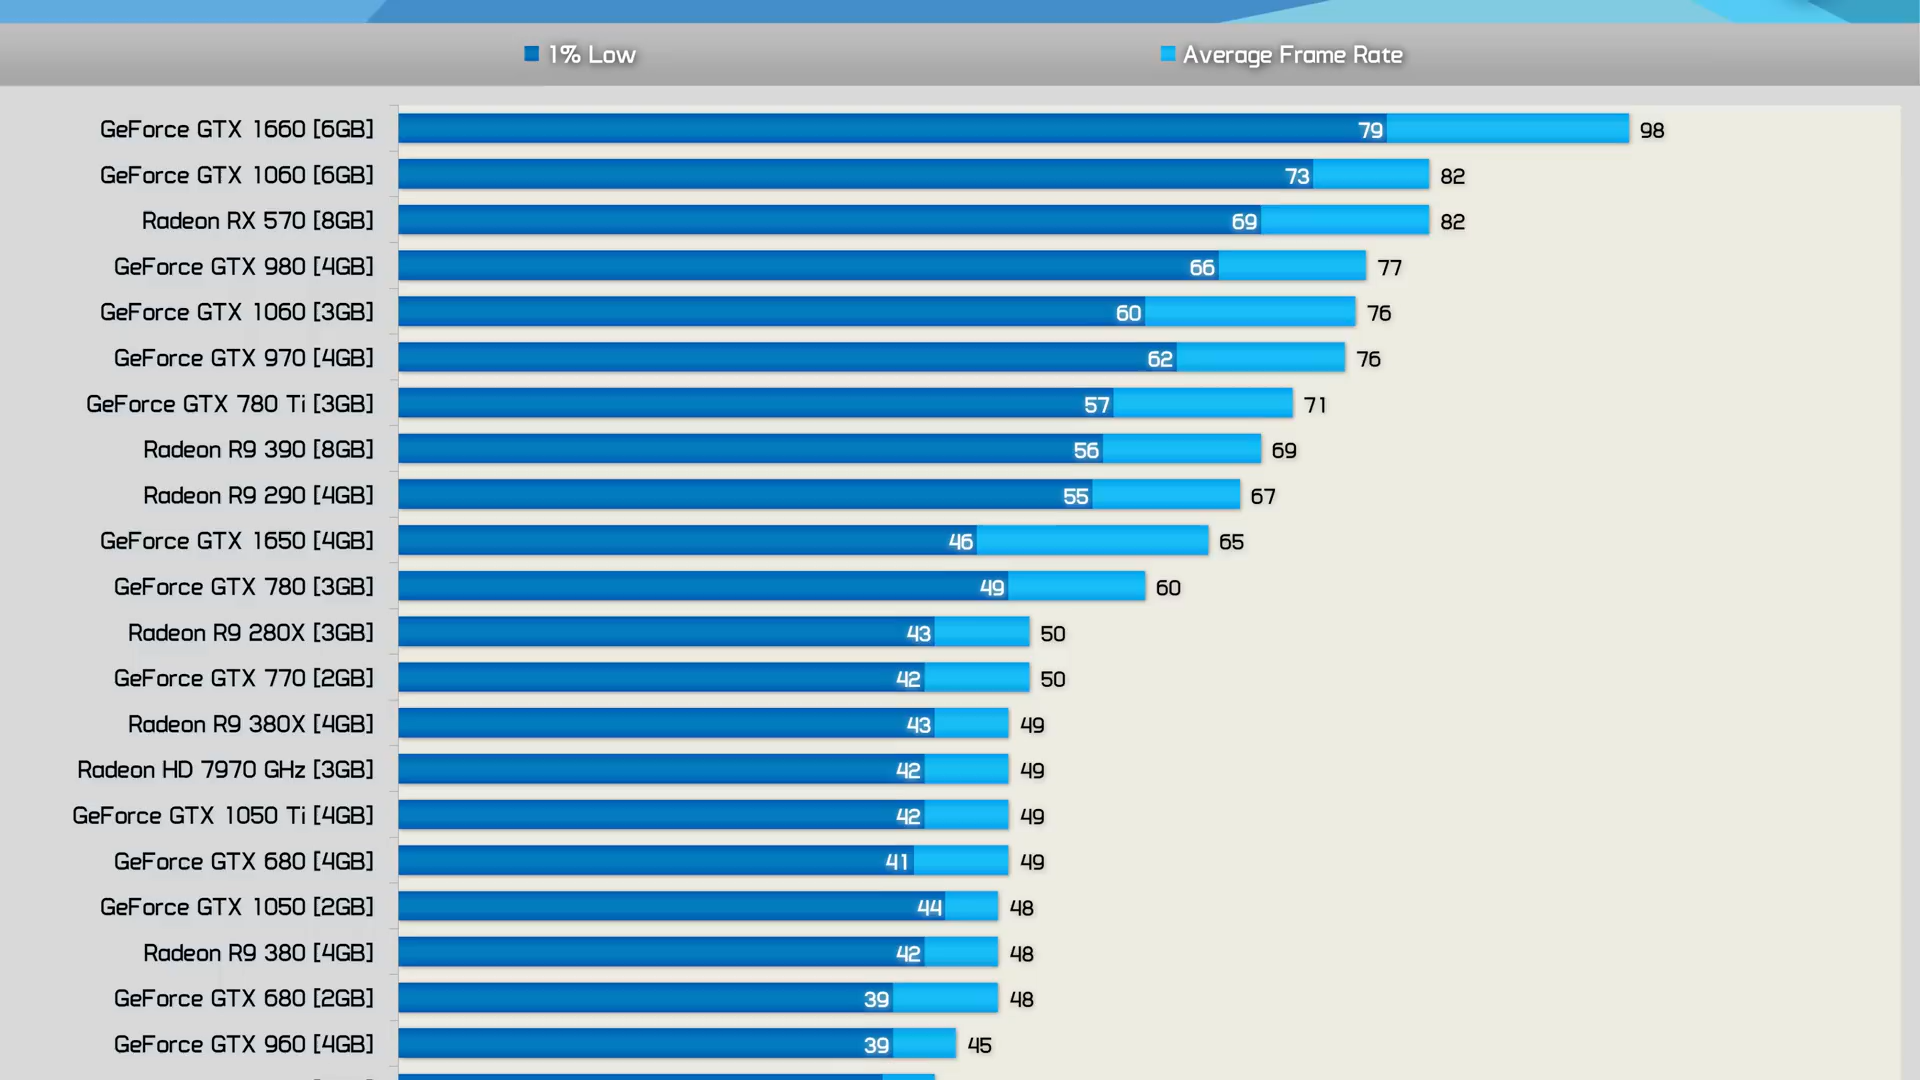 1% Low Average Frame Rate
GeForce GTX 1660 [6GB] 79 98
GeForce GTX 1060 [6GB] 73 82
Radeon RX 570 [8GB] 69 82
GeForce GTX 980 [4GB] 66 77
GeForce GTX 1060 [3GB] 60 76
GeForce GTX 970 [4GB] 62 76
GeForce GTX 780 Ti [3GB] 57 71
Radeon R9 390 [8GB] 56 69
Radeon R9 290 [4GB] 55 67
GeForce GTX 1650 [4GB] 46 65
GeForce GTX 780 [3GB] 49 60
Radeon R9 280X [3GB] 43 50
GeForce GTX 770 [2GB] 42 50
Radeon R9 380X [4GB] 43 49
Radeon HD 7970 GHz [3GB] 42 49
GeForce GTX 1050 Ti [4GB] 42 49
GeForce GTX 680 [4GB] 41 49
GeForce GTX 1050 [2GB] 44 48
Radeon R9 380 [4GB] 42 48
GeForce GTX 680 [2GB] 39 48
GeForce GTX 960 [4GB] 39 45